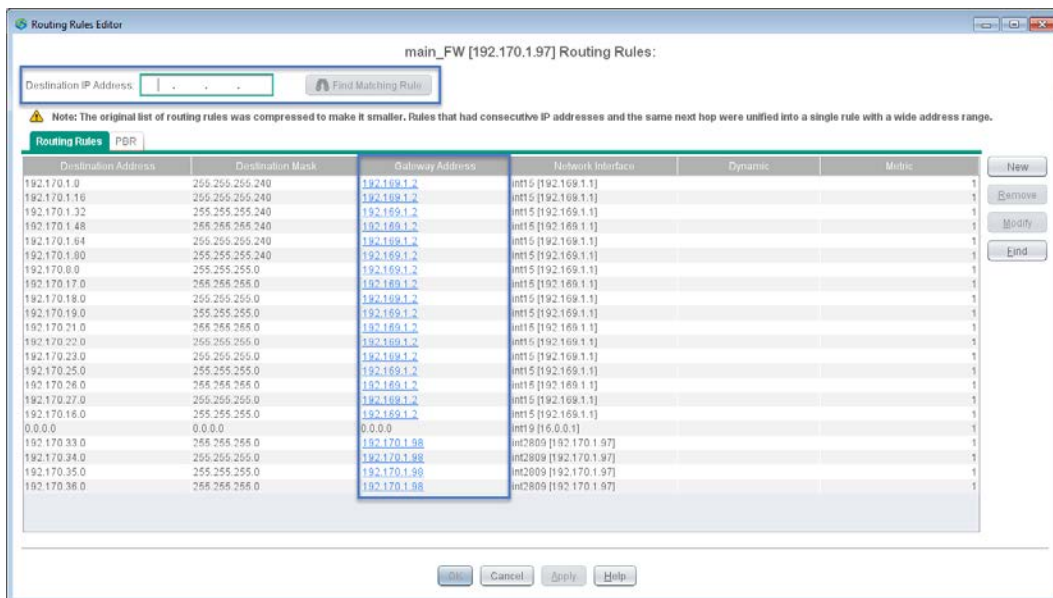 Routing Rules Editor
main_FW [192.170.1.97] Routing Rules:
Destination IP Address: . . . Find Matching Rule
Note: The original list of routing rules was compressed to make it smaller. Rules that had consecutive IP addresses and the same next hop were unified into a single rule with a wide address range.
Routing Rules PBR
Destination Address Destination Mask Gateway Address Network Interface Dynamic Metric New
192.170.1.0 255.255.255.240 192.169.1.2 int15 [192.169.1.1] 1
192.170.1.16 255.255.255.240 192.169.1.2 int15 [192.169.1.1] 1 Remove
192.170.1.32 255.255.255.240 192.169.1.2 int15 [192.169.1.1] 1
192.170.1.48 255.255.255.240 192.169.1.2 int15 [192.169.1.1] 1 Modify
192.170.1.64 255.255.255.240 192.169.1.2 int15 [192.169.1.1] 1
192.170.1.80 255.255.255.240 192.169.1.2 int15 [192.169.1.1] 1 Find
192.170.8.0 255.255.255.0 192.169.1.2 int15 [192.169.1.1] 1
192.170.17.0 255.255.255.0 192.169.1.2 int15 [192.169.1.1] 1
192.170.18.0 255.255.255.0 192.169.1.2 int15 [192.169.1.1] 1
192.170.19.0 255.255.255.0 192.169.1.2 int15 [192.169.1.1] 1
192.170.21.0 255.255.255.0 192.169.1.2 int15 [192.169.1.1] 1
192.170.22.0 255.255.255.0 192.169.1.2 int15 [192.169.1.1] 1
192.170.23.0 255.255.255.0 192.169.1.2 int15 [192.169.1.1] 1
192.170.25.0 255.255.255.0 192.169.1.2 int15 [192.169.1.1] 1
192.170.26.0 255.255.255.0 192.169.1.2 int15 [192.169.1.1] 1
192.170.27.0 255.255.255.0 192.169.1.2 int15 [192.169.1.1] 1
192.170.16.0 255.255.255.0 192.169.1.2 int15 [192.169.1.1] 1
0.0.0.0 0.0.0.0 0.0.0.0 int19 [16.0.0.1] 1
192.170.33.0 255.255.255.0 192.170.1.98 int2809 [192.170.1.97] 1
192.170.34.0 255.255.255.0 192.170.1.98 int2809 [192.170.1.97] 1
192.170.35.0 255.255.255.0 192.170.1.98 int2809 [192.170.1.97] 1
192.170.36.0 255.255.255.0 192.170.1.98 int2809 [192.170.1.97] 1
OK Cancel Apply Help